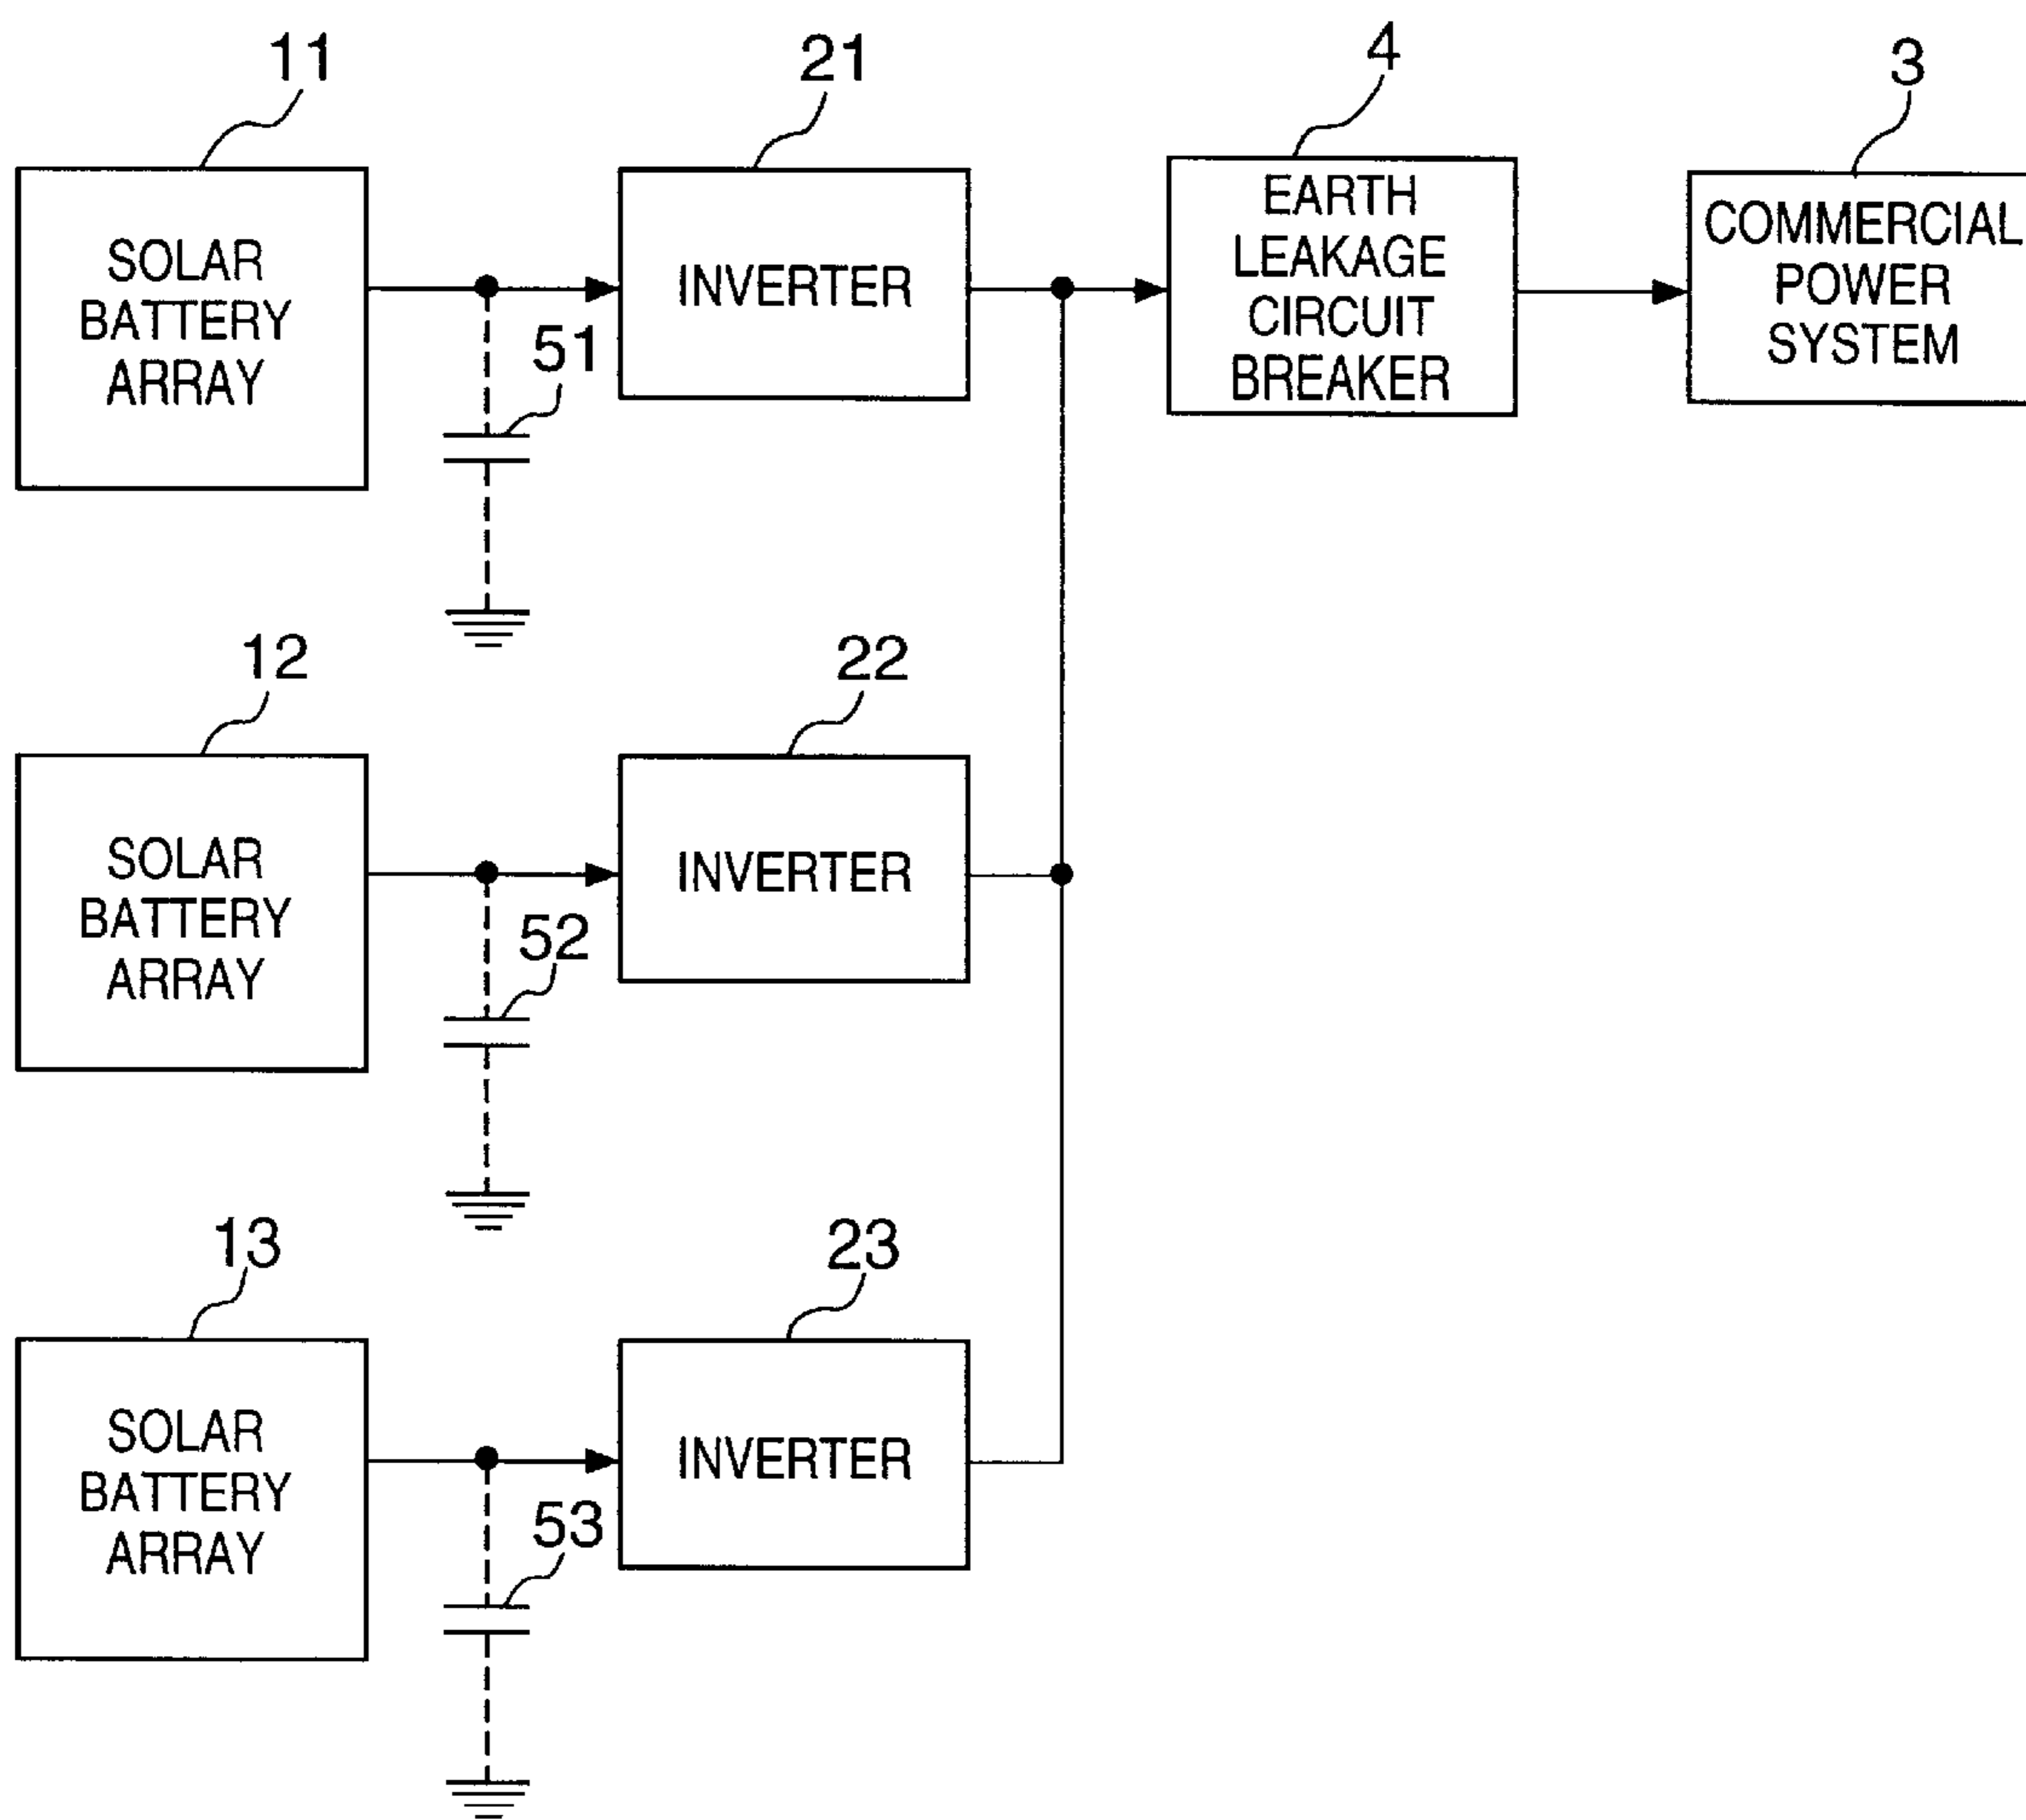 11
21
4
3
SOLAR
BATTERY
ARRAY
INVERTER
EARTH
LEAKAGE
CIRCUIT
BREAKER
COMMERCIAL
POWER
SYSTEM
51
12
22
SOLAR
BATTERY
ARRAY
INVERTER
52
13
23
SOLAR
BATTERY
ARRAY
INVERTER
53